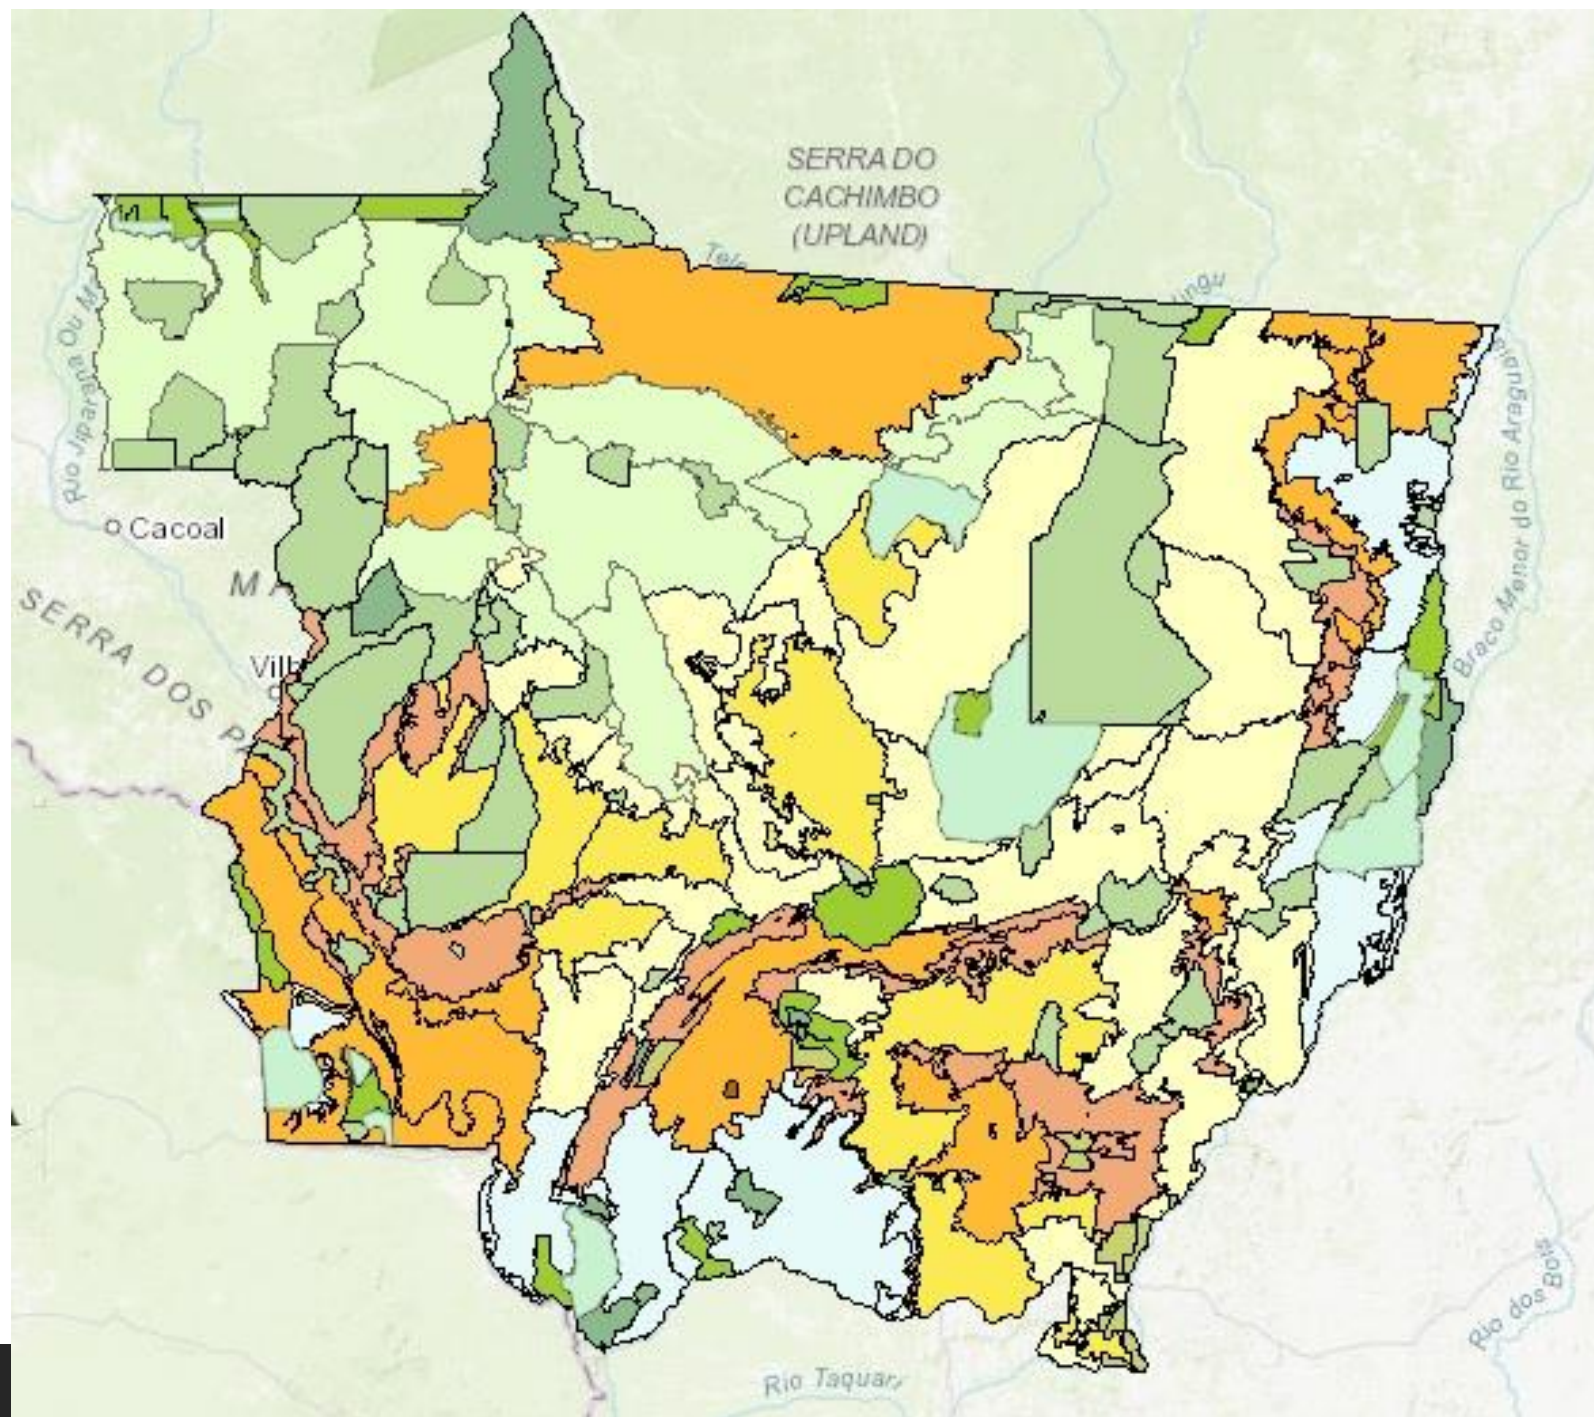 SERRA DO
CACHIMBO
(UPLAND)
Cacoal
SERRA DOS
Rio Jiparana Ou
Braco Menor do Rio Araguaia
Rio dos Bois
Rio Taquari